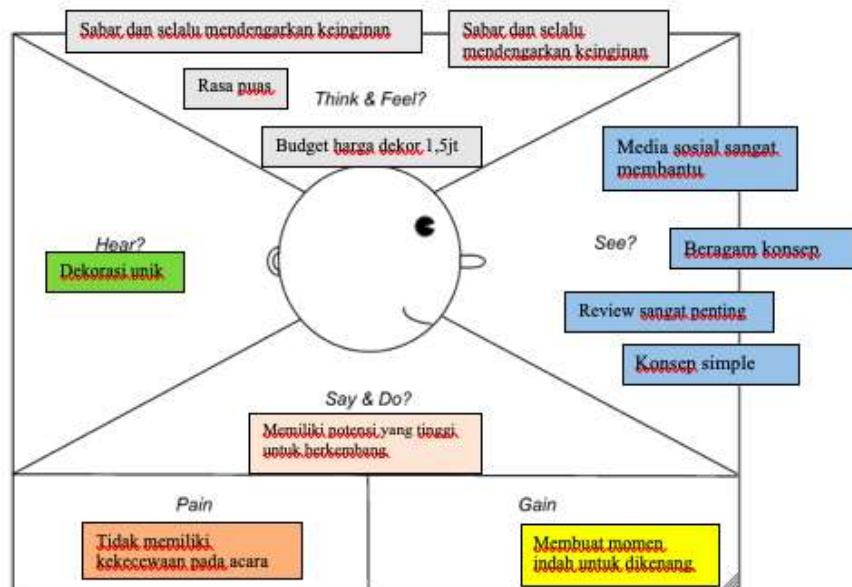 Sabar dan selalu mendengarkan keinginan
Sabar dan selalu
mendengarkan keinginan
Rasa puas
Think & Feel?
Budget harga dekor 1,5jt
Media sosial sangat
membantu
Hear?
Dekorasi unik
See?
Beragam konsep
Review sangat penting
Konsep simple
Say & Do?
Memiliki potensi yang tinggi
untuk berkembang
Pain
Tidak memiliki
kekecewaan pada acara
Gain
Membuat momen
indah untuk dikenang